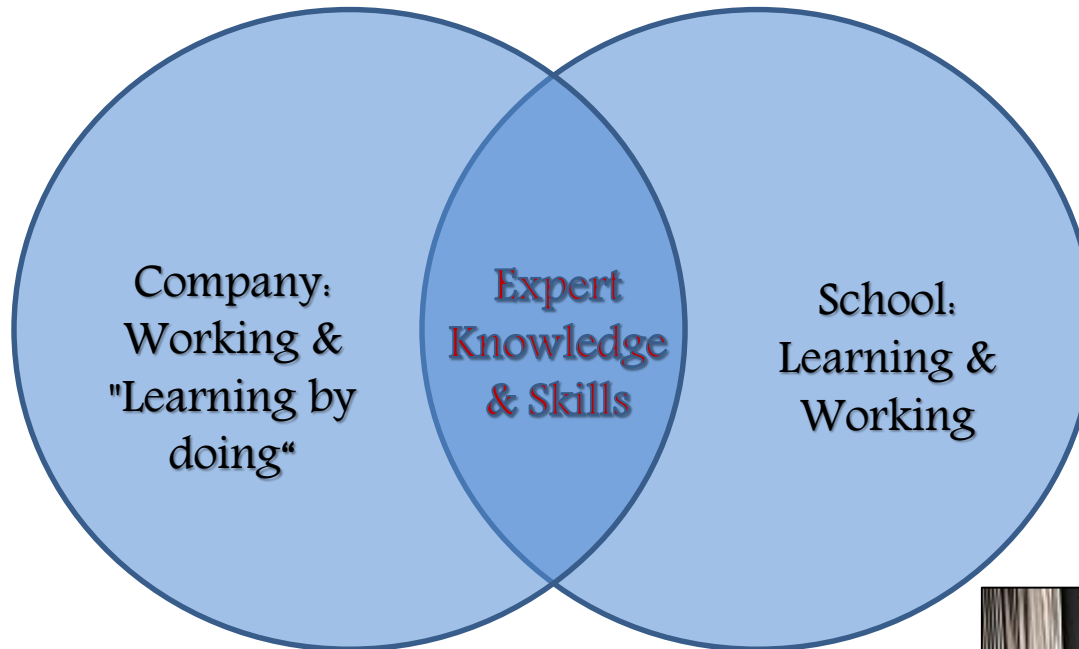 Company:
Working &
"Learning by
doing“
Expert
Knowledge
& Skills
School:
Learning &
Working